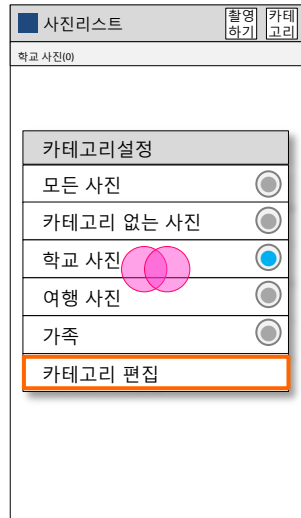 사진리스트
촬영
하기
카테
고리
학교 사진(0)
카테고리설정
모든 사진
카테고리 없는 사진
학교 사진
여행 사진
가족
카테고리 편집